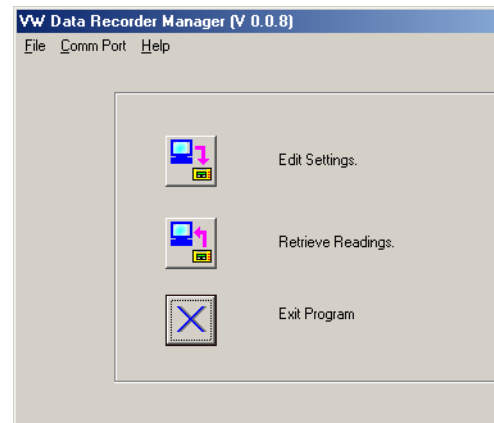 VW Data Recorder Manager (V 0.0.8)
File Comm Port Help
Edit Settings.
Retrieve Readings.
Exit Program